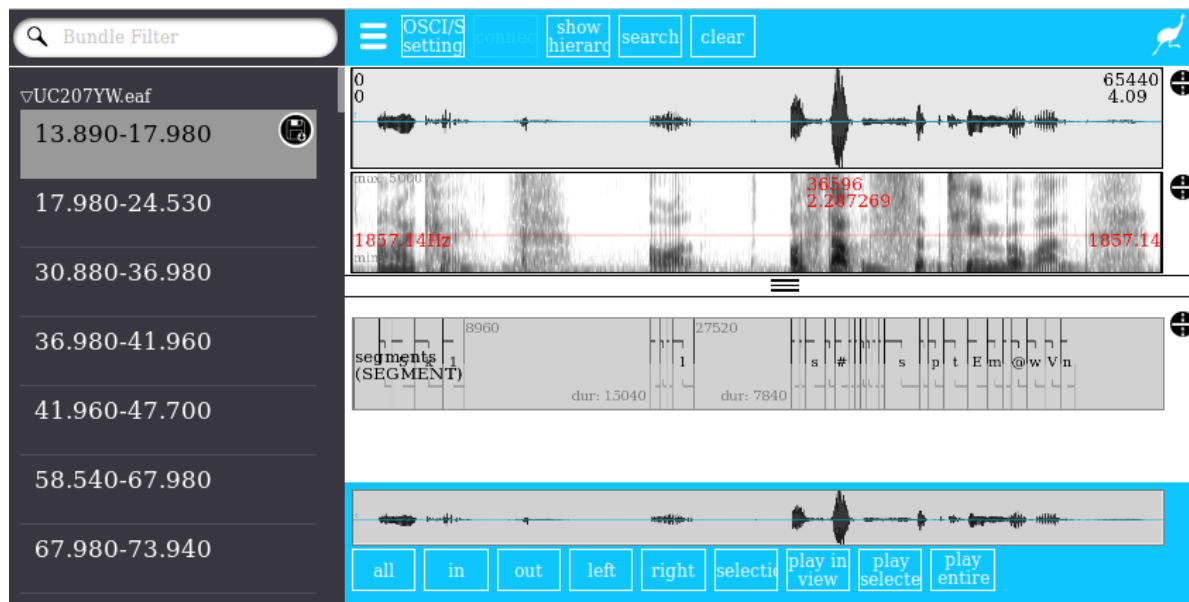 Bundle Filter
▽UC207YW.eaf
13.890-17.980
17.980-24.530
30.880-36.980
36.980-41.960
41.960-47.700
58.540-67.980
67.980-73.940
OSCI/S
setting
connec
show
hierarc
search
clear
0
0
65440
4.09
max: 5000
36596
2.287269
1857.14Hz
1857.14
min
8960
27520
segments
(SEGMENT)
1
l
s # s p t E m @ w V n
dur: 15040
dur: 7840
all
in
out
left
right
selectio
play in
view
play
selecte
play
entire